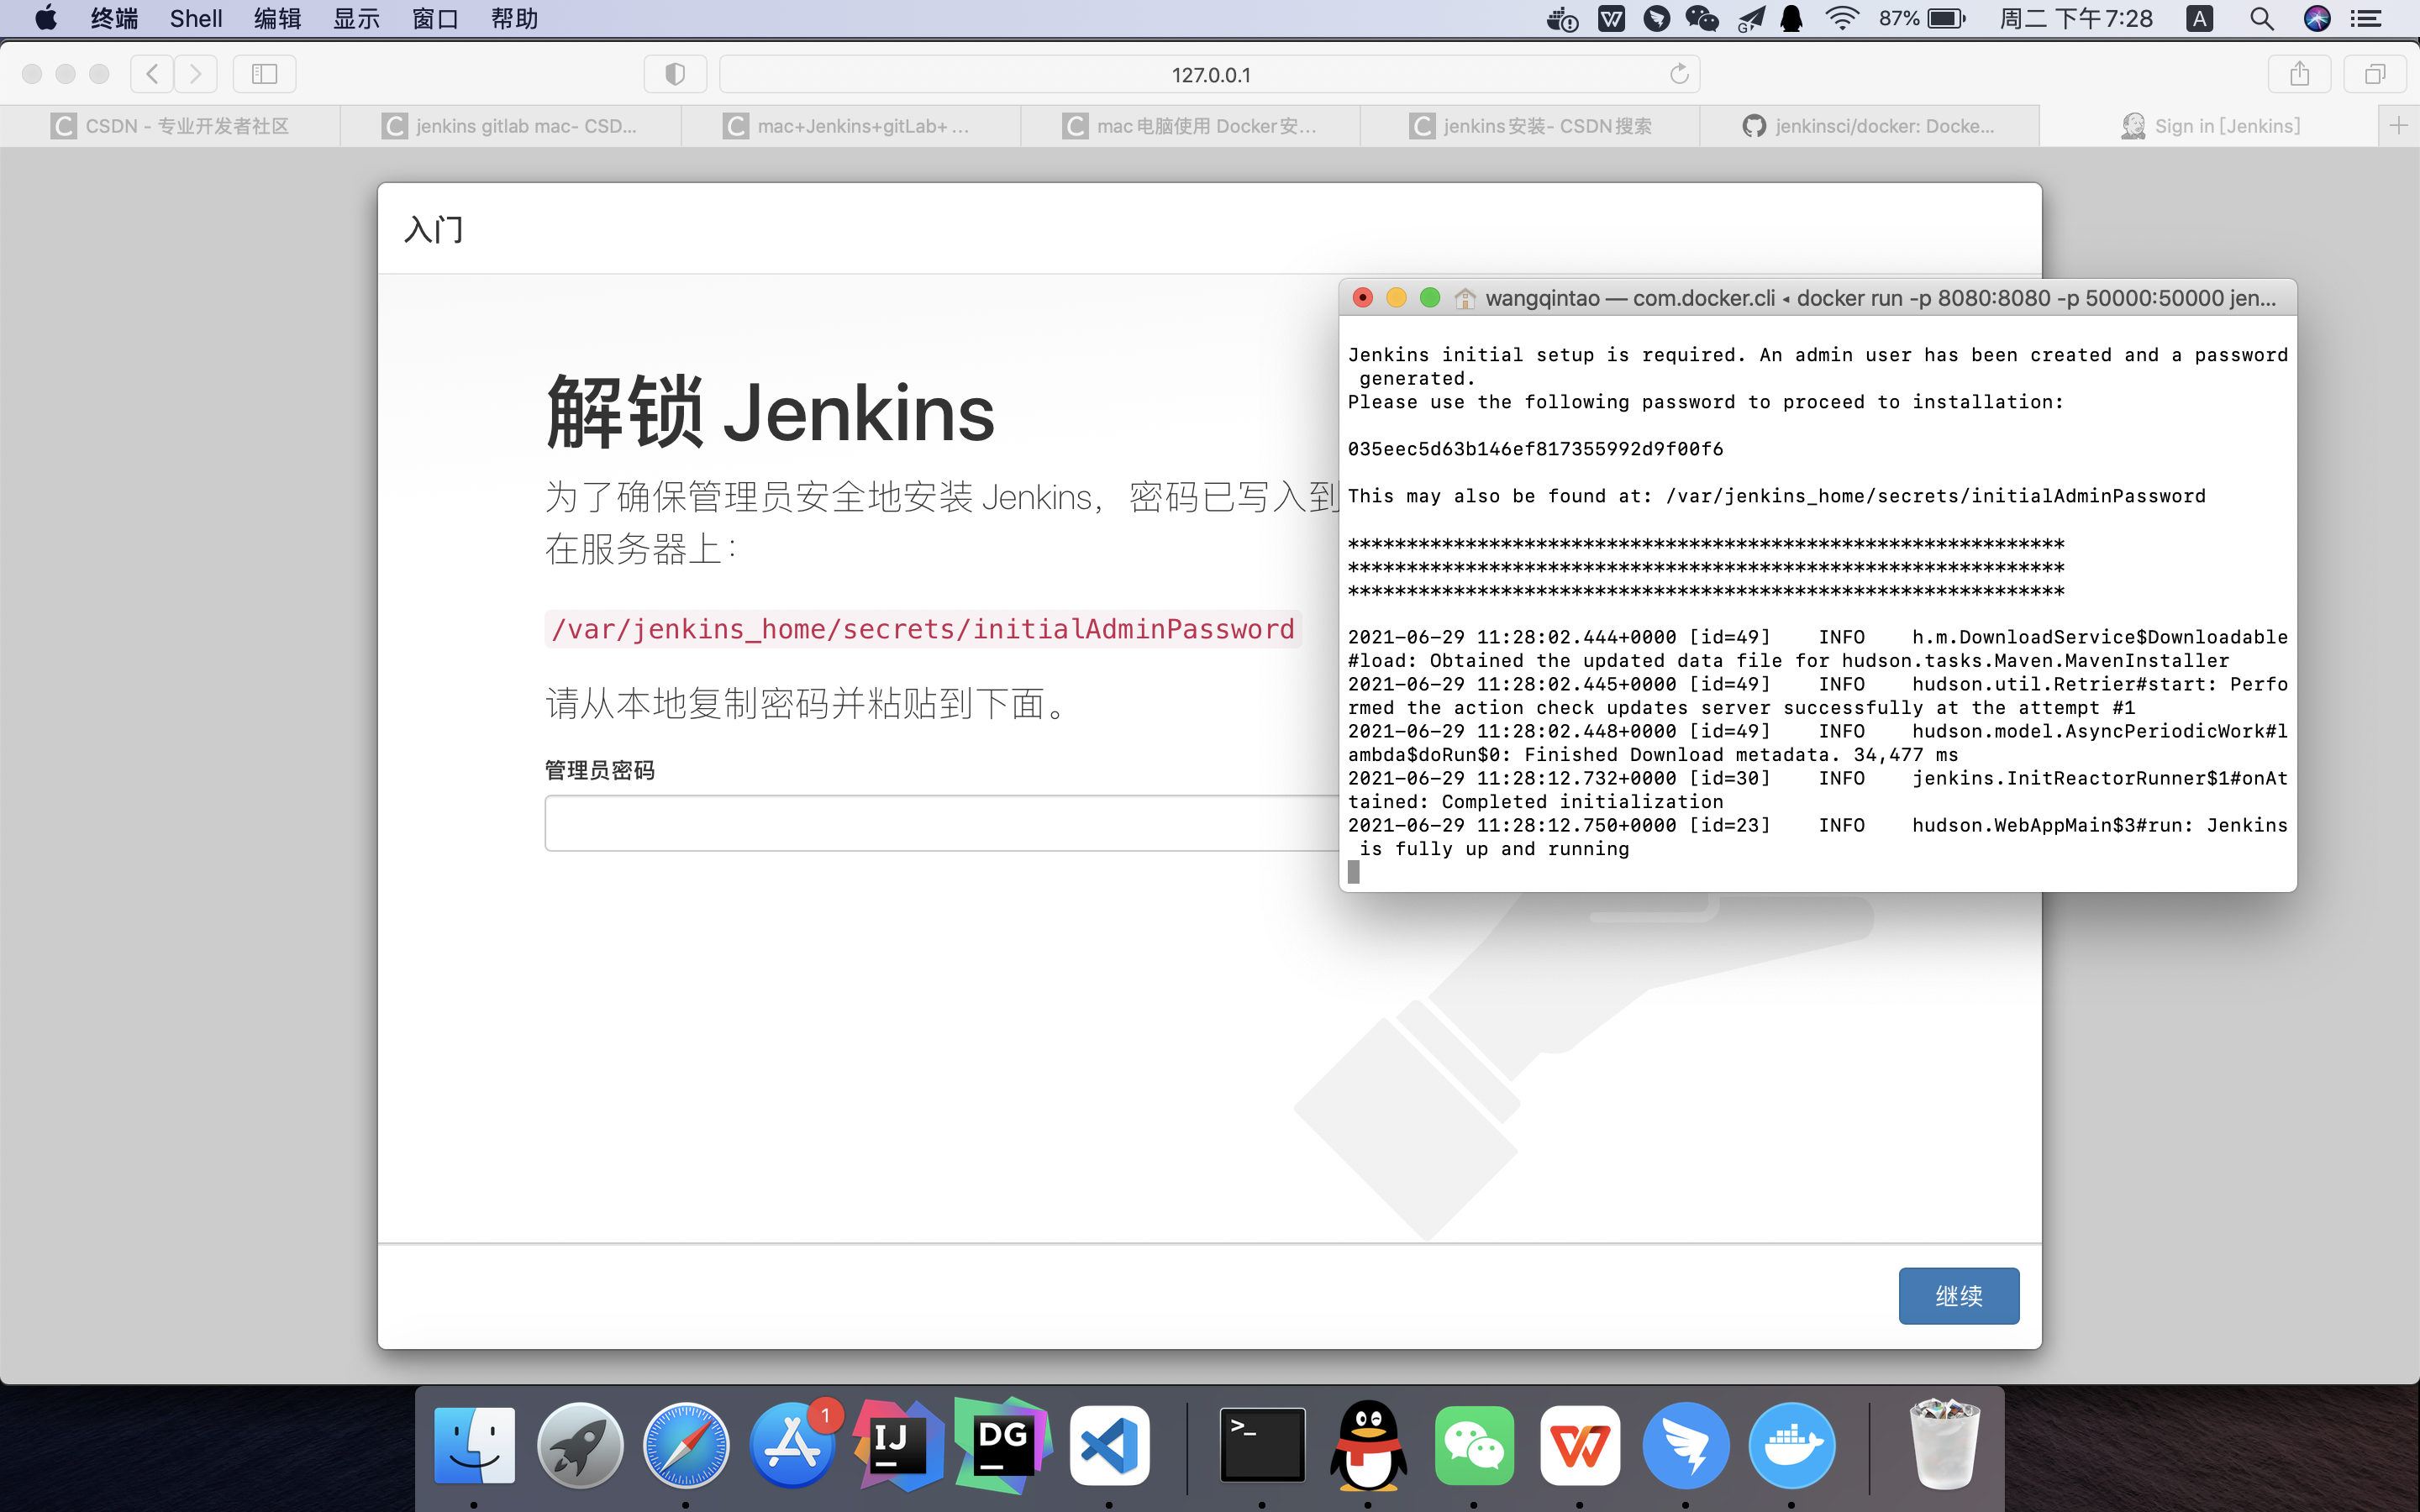 终端 Shell 编辑 显示 窗口 帮助 87% 周二 下午7:28 A
127.0.0.1
CSDN - 专业开发者社区
jenkins gitlab mac- CSD...
mac+Jenkins+gitLab+ ...
mac电脑使用 Docker安...
jenkins安装- CSDN搜索
jenkinsci/docker: Docke...
Sign in [Jenkins]
入门
解锁 Jenkins
为了确保管理员安全地安装 Jenkins，密码已写入到
在服务器上：
/var/jenkins_home/secrets/initialAdminPassword
请从本地复制密码并粘贴到下面。
管理员密码
继续
wangqintao — com.docker.cli ◂ docker run -p 8080:8080 -p 50000:50000 jen...
Jenkins initial setup is required. An admin user has been created and a password
generated.
Please use the following password to proceed to installation:
035eec5d63b146ef817355992d9f00f6
This may also be found at: /var/jenkins_home/secrets/initialAdminPassword
*************************************************************
*************************************************************
*************************************************************
2021-06-29 11:28:02.444+0000 [id=49] INFO h.m.DownloadService$Downloadable
#load: Obtained the updated data file for hudson.tasks.Maven.MavenInstaller
2021-06-29 11:28:02.445+0000 [id=49] INFO hudson.util.Retrier#start: Perfo
rmed the action check updates server successfully at the attempt #1
2021-06-29 11:28:02.448+0000 [id=49] INFO hudson.model.AsyncPeriodicWork#l
ambda$doRun$0: Finished Download metadata. 34,477 ms
2021-06-29 11:28:12.732+0000 [id=30] INFO jenkins.InitReactorRunner$1#onAt
tained: Completed initialization
2021-06-29 11:28:12.750+0000 [id=23] INFO hudson.WebAppMain$3#run: Jenkins
is fully up and running
1
IJ
DG
>_